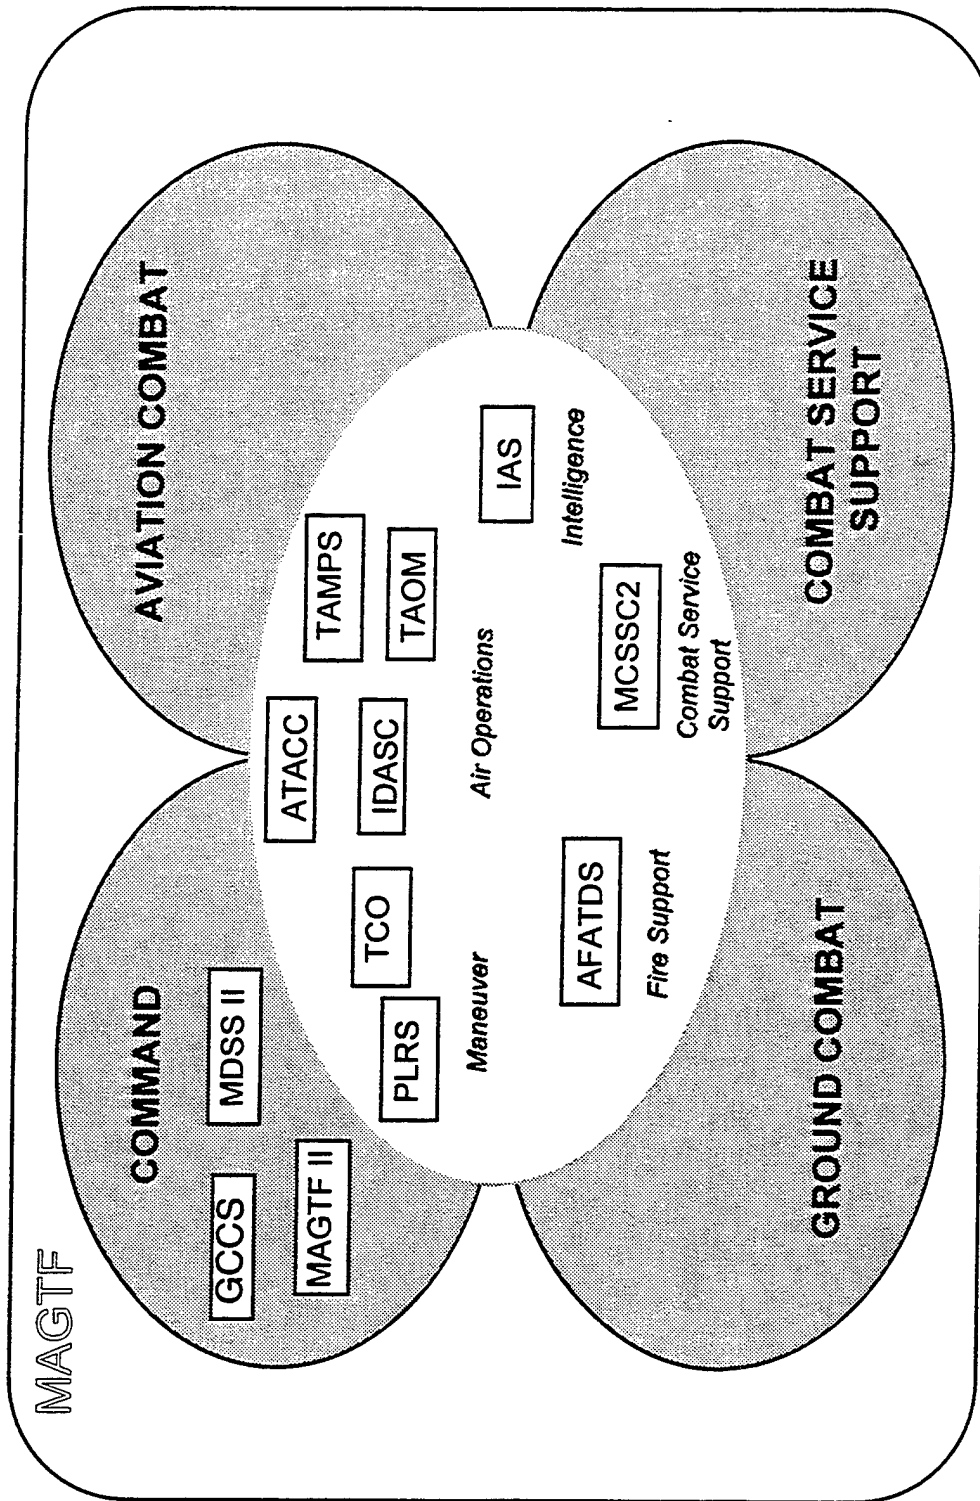 MAGTF
COMMAND
AVIATION COMBAT
GCCS
MDSS II
MAGTF II
ATACC
TAMPS
TCO
IDASC
TAOM
PLRS
Maneuver
Air Operations
IAS
Intelligence
AFATDS
Fire Support
MCSSC2
Combat Service
Support
GROUND COMBAT
COMBAT SERVICE
SUPPORT